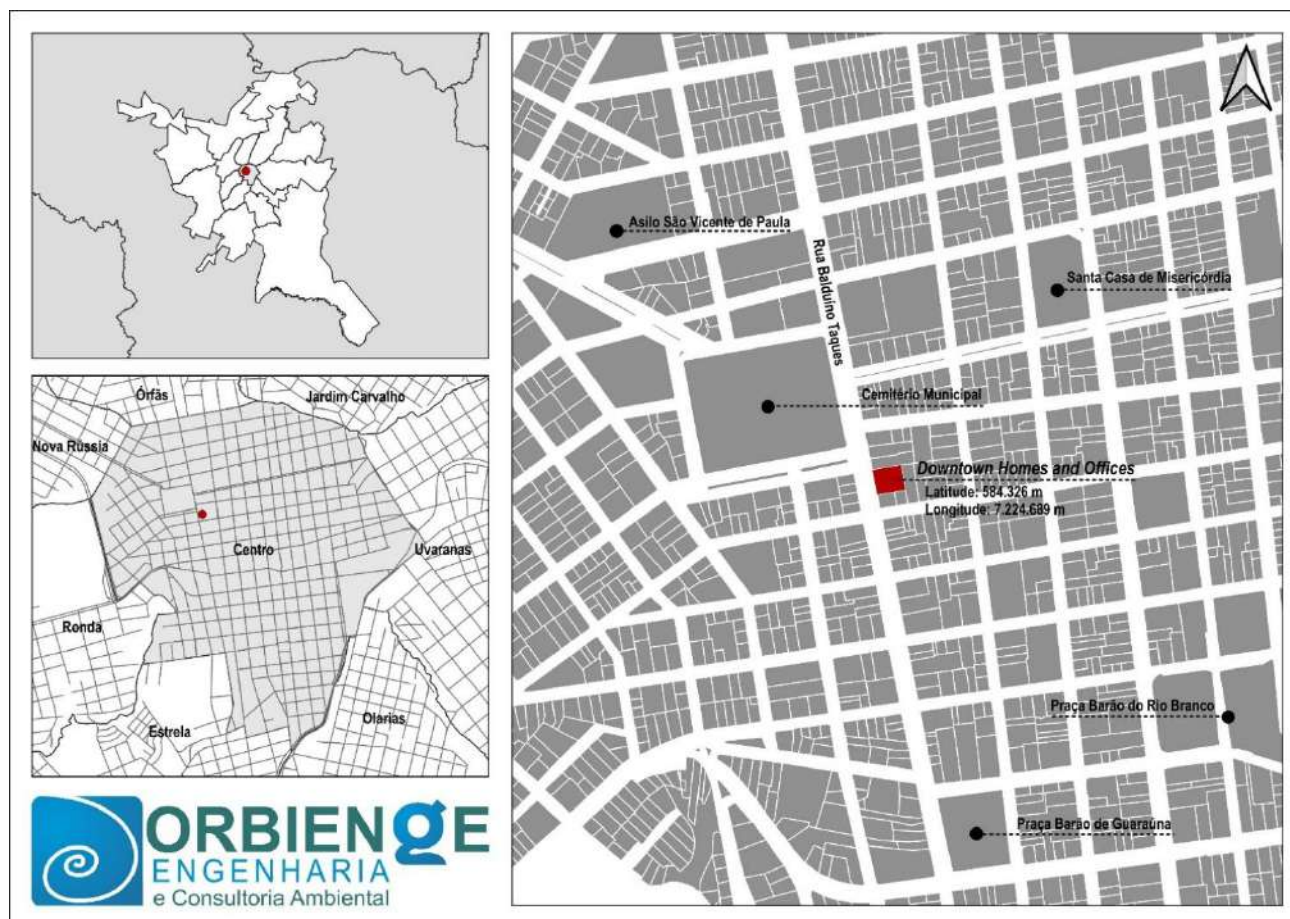 Órfãs
Jardim Carvalho
Nova Rússia
Centro
Uvaranas
Ronda
Estrela
Olarias
ORBIENGE
ENGENHARIA
e Consultoria Ambiental
Asilo São Vicente de Paula
Rua Balduíno Taques
Santa Casa de Misericórdia
Cemitério Municipal
Downtown Homes and Offices
Latitude: 584.326 m
Longitude: 7.224.689 m
Praça Barão do Rio Branco
Praça Barão de Guaraúna